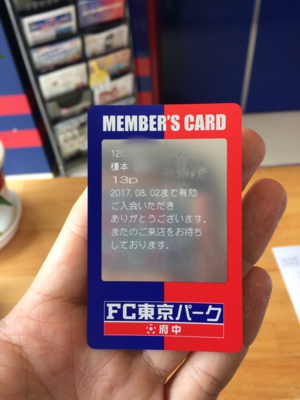 MEMBER'S CARD
榎本
13p
2017.08.02まで有効
ご入会いただき
ありがとうございます。
またのご来店をお待ち
しております。
FC東京パーク
府中